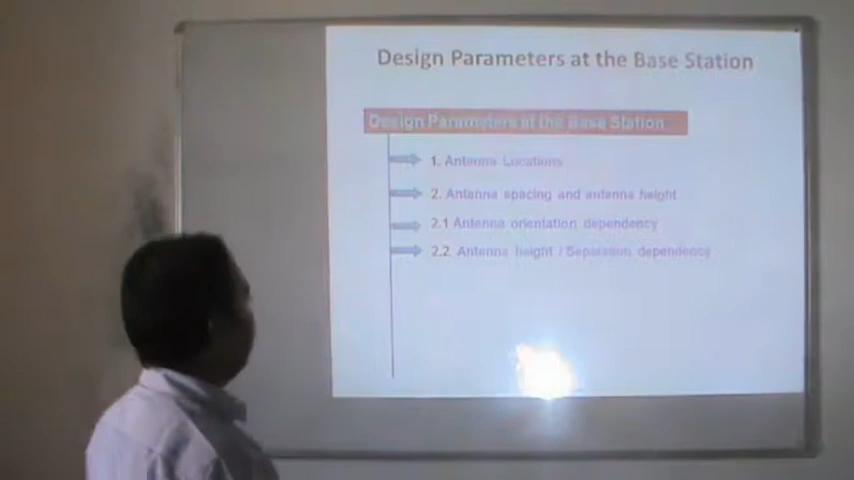 Design Parameters at the Base Station
Design Parameters at the Base Station
1. Antenna Locations
2. Antenna spacing and antenna height
2.1 Antenna orientation dependency
2.2 Antenna height / Separation dependency